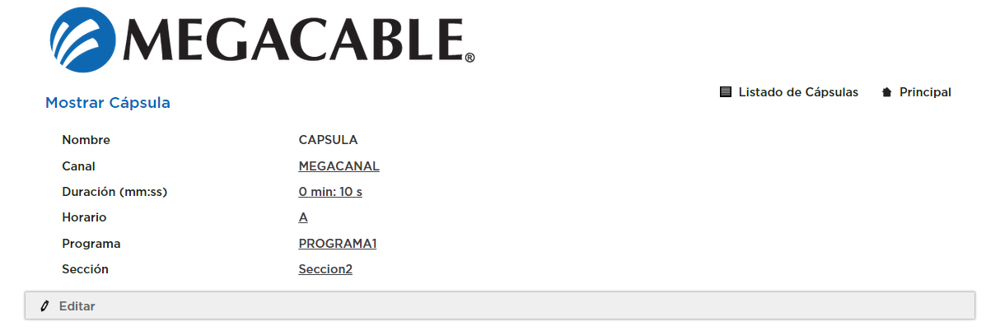 MEGACABLE®
Listado de Cápsulas Principal
Mostrar Cápsula
Nombre CAPSULA
Canal MEGACANAL
Duración (mm:ss) 0 min: 10 s
Horario A
Programa PROGRAMA1
Sección Seccion2
Editar